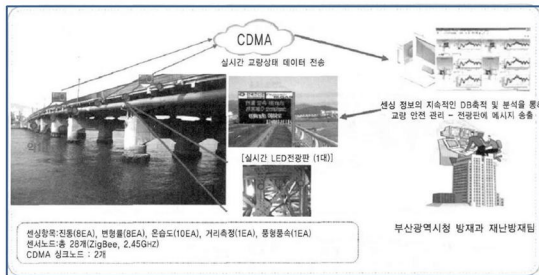 CDMA
실시간 교량상태 데이터 전송
센싱 정보의 지속적인 DB축적 및 분석을 통
교량 안전 관리 - 전광판에 메시지 송출
[실시간 LED전광판 (1대)]
센싱항목:진동(8EA), 변형률(8EA), 온습도(10EA), 거리측정(1EA), 풍향풍속(1EA)
센서노드:총 28개(ZigBee, 2.45GHz)
CDMA 싱크노드 : 2개
부산광역시청 방재과 재난방재팀